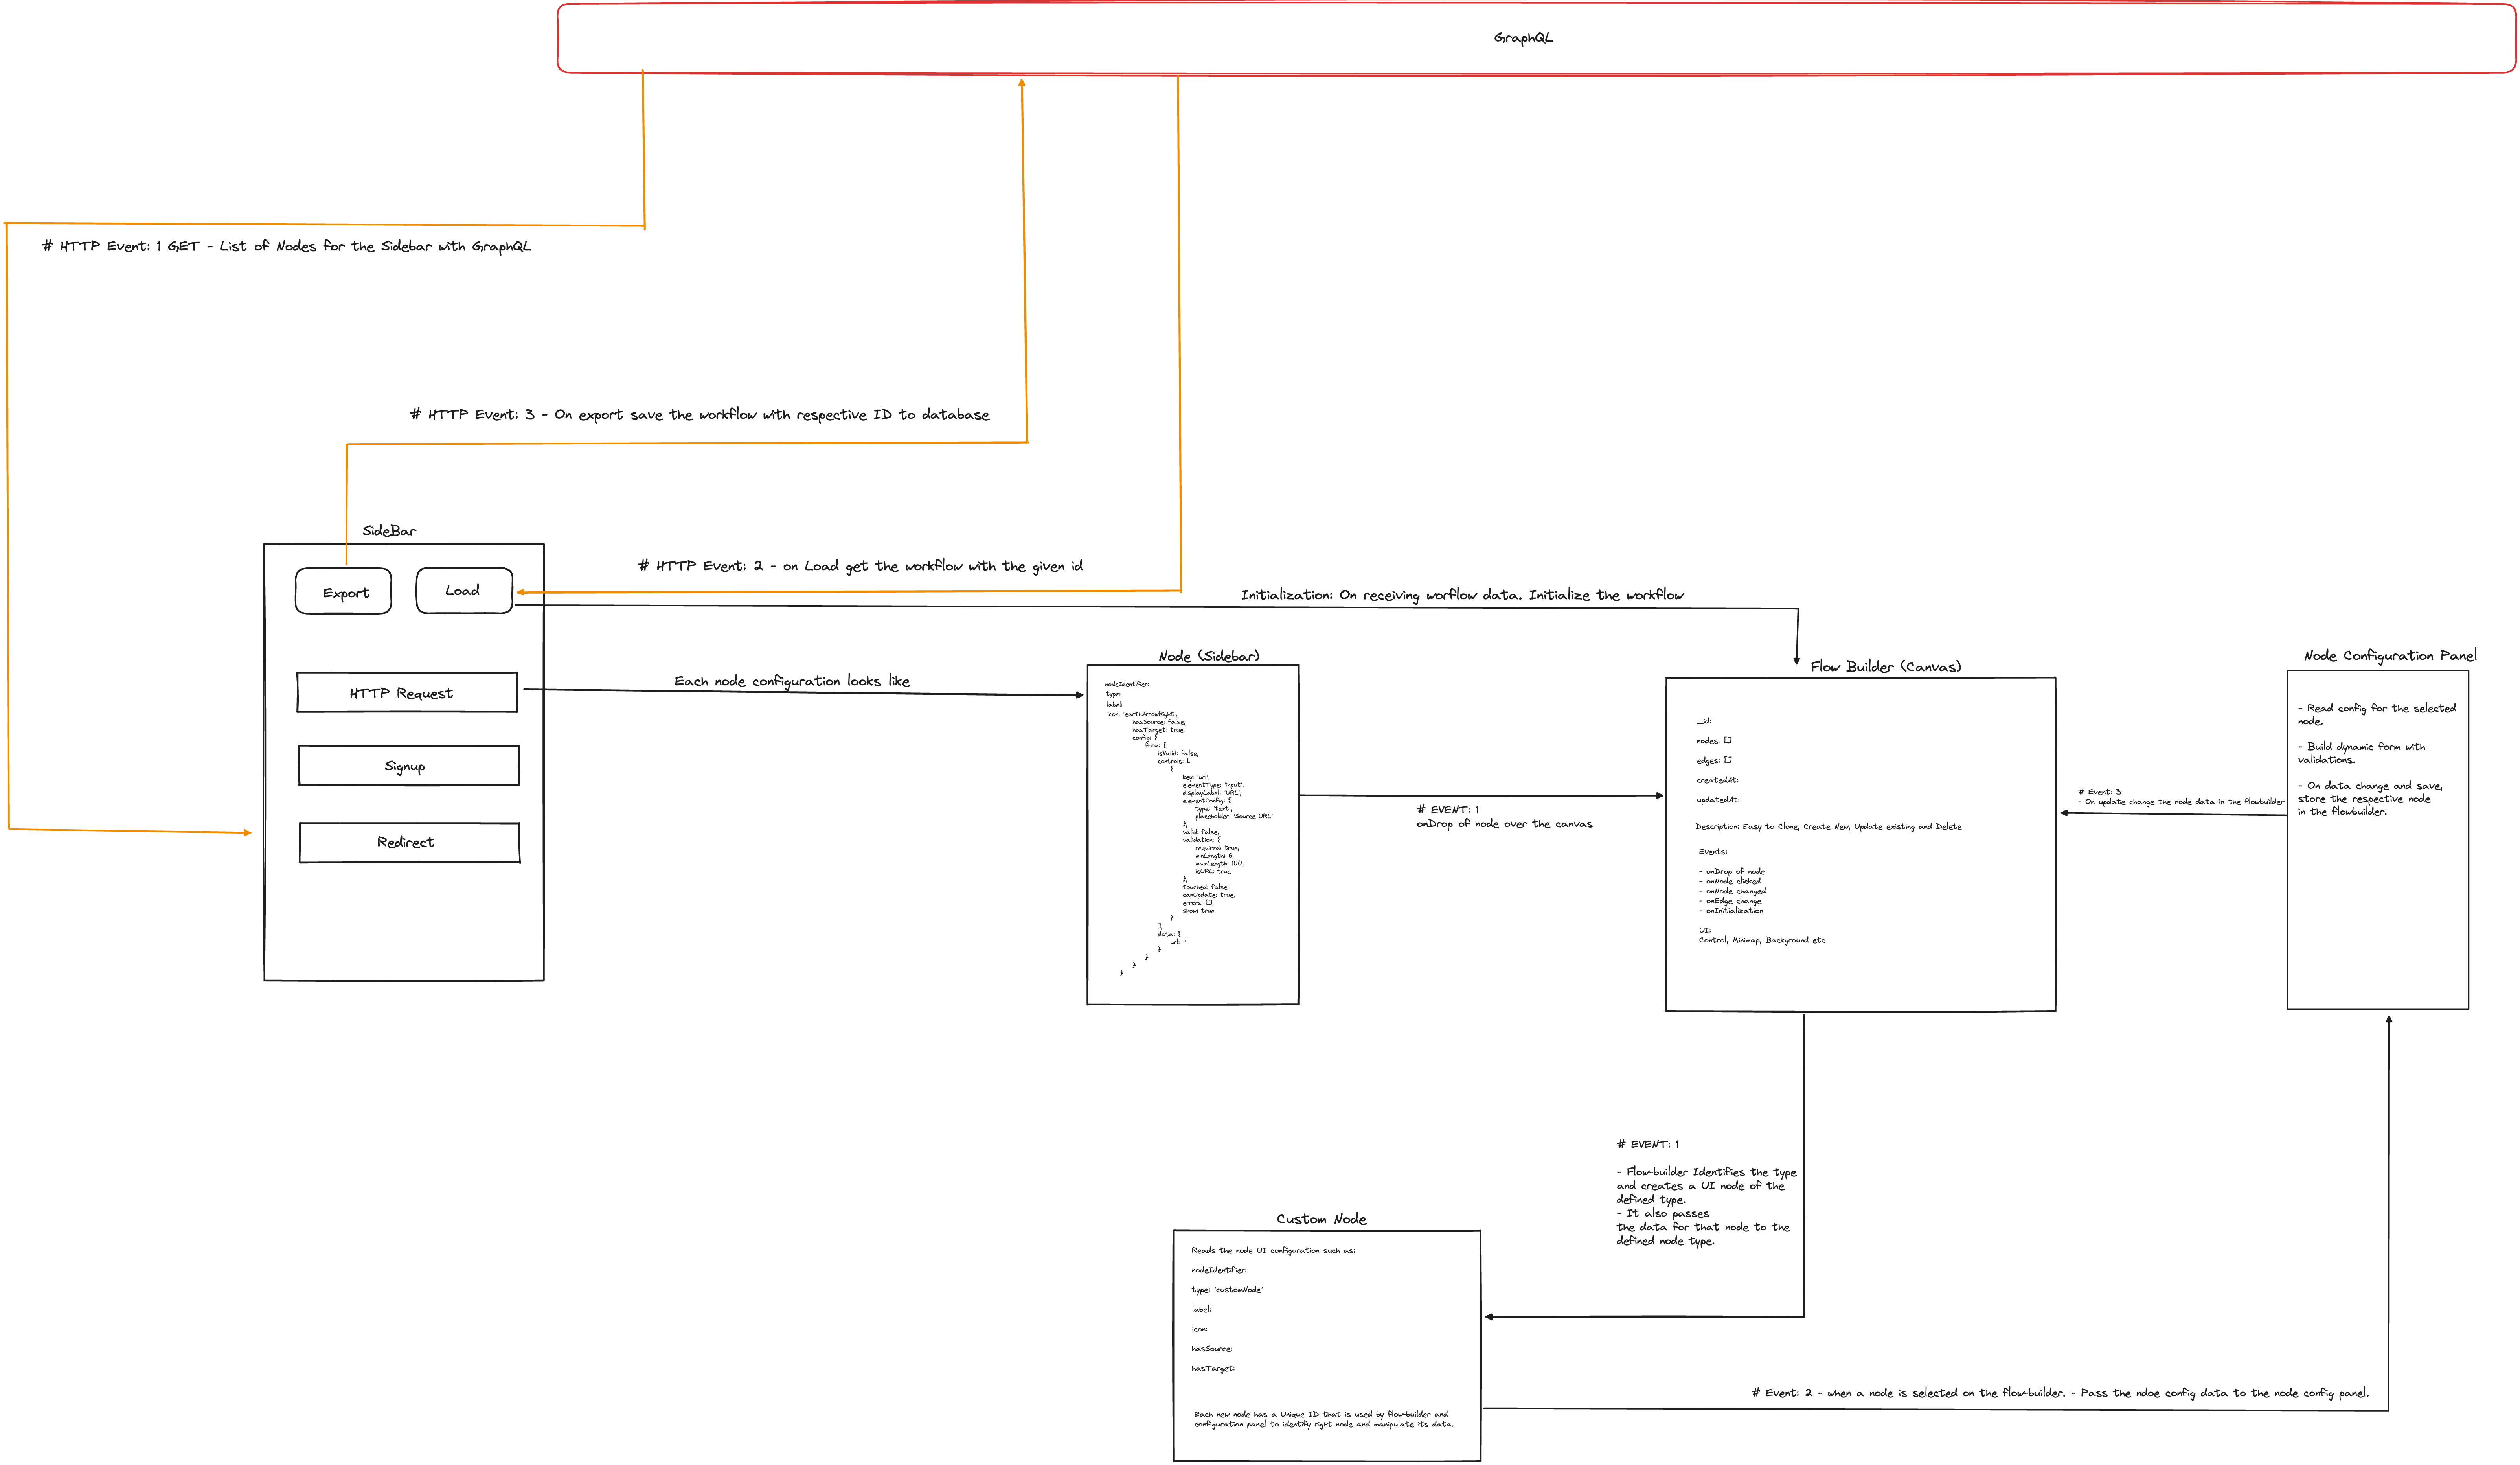 GraphQL
# HTTP Event: 1 GET - List of Nodes for the Sidebar with GraphQL
# HTTP Event: 3 - On export save the workflow with respective ID to database
SideBar
Export
Load
HTTP Request
Signup
Redirect
# HTTP Event: 2 - on Load get the workflow with the given id
Initialization: On receiving worflow data. Initialize the workflow
Each node configuration looks like
Node (Sidebar)
nodeIdentifier:
type:
label:
icon: 'earthArrowRight',
hasSource: false,
hasTarget: true,
config: {
form: {
isValid: false,
controls: [
{
key: 'url',
elementType: 'input',
displayLabel: 'URL',
elementConfig: {
type: 'text',
placeholder: 'Source URL'
},
valid: false,
validation: {
required: true,
minLength: 6,
maxLength: 100,
isURL: true
},
touched: false,
canUpdate: true,
errors: [],
show: true
}
],
data: {
url: ''
}
}
}
}
# EVENT: 1
onDrop of node over the canvas
Flow Builder (Canvas)
__id:
nodes: []
edges: []
createdAt:
updatedAt:
Description: Easy to Clone, Create New, Update existing and Delete
Events:
- onDrop of node
- onNode clicked
- onNode changed
- onEdge change
- onInitialization
UI:
Control, Minimap, Background etc
# Event: 3
- On update change the node data in the flowbuilder
Node Configuration Panel
- Read config for the selected
node.
- Build dynamic form with
validations.
- On data change and save,
store the respective node
in the flowbuilder.
# EVENT: 1
- Flow-builder Identifies the type
and creates a UI node of the
defined type.
- It also passes
the data for that node to the
defined node type.
Custom Node
Reads the node UI configuration such as:
nodeIdentifier:
type: 'customNode'
label:
icon:
hasSource:
hasTarget:
Each new node has a Unique ID that is used by flow-builder and
configuration panel to identify right node and manipulate its data.
# Event: 2 - when a node is selected on the flow-builder. - Pass the ndoe config data to the node config panel.